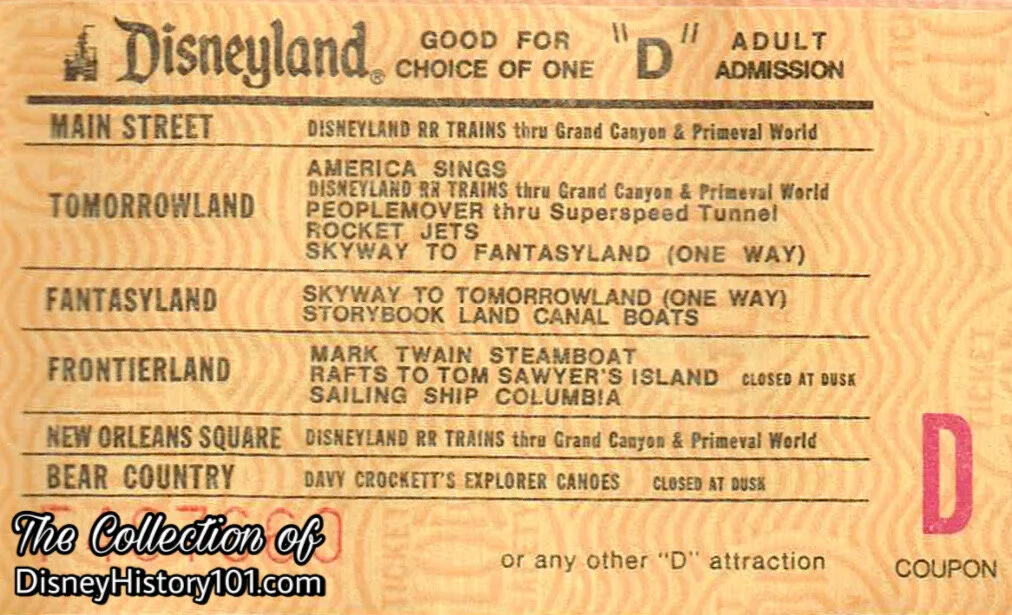 Disneyland® GOOD FOR CHOICE OF ONE "D" ADULT ADMISSION
MAIN STREET DISNEYLAND RR TRAINS thru Grand Canyon & Primeval World
TOMORROWLAND
AMERICA SINGS
DISNEYLAND RR TRAINS thru Grand Canyon & Primeval World
PEOPLEMOVER thru Superspeed Tunnel
ROCKET JETS
SKYWAY TO FANTASYLAND (ONE WAY)
FANTASYLAND
SKYWAY TO TOMORROWLAND (ONE WAY)
STORYBOOK LAND CANAL BOATS
FRONTIERLAND
MARK TWAIN STEAMBOAT
RAFTS TO TOM SAWYER'S ISLAND CLOSED AT DUSK
SAILING SHIP COLUMBIA
NEW ORLEANS SQUARE DISNEYLAND RR TRAINS thru Grand Canyon & Primeval World
BEAR COUNTRY DAVY CROCKETT'S EXPLORER CANOES CLOSED AT DUSK
The Collection of
DisneyHistory101.com
or any other "D" attraction
D
COUPON